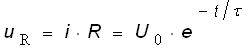 u_R = i · R = U_0 · e^{-t/τ}